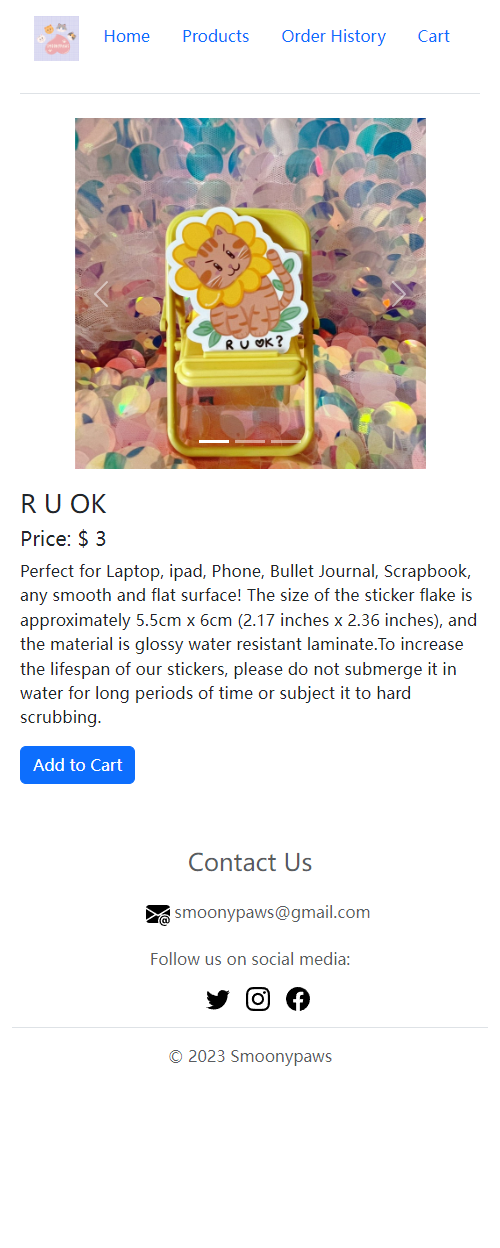 Home Products Order History Cart
R U OK?
R U OK
Price: $ 3
Perfect for Laptop, ipad, Phone, Bullet Journal, Scrapbook,
any smooth and flat surface! The size of the sticker flake is
approximately 5.5cm x 6cm (2.17 inches x 2.36 inches), and
the material is glossy water resistant laminate.To increase
the lifespan of our stickers, please do not submerge it in
water for long periods of time or subject it to hard
scrubbing.
Add to Cart
Contact Us
smoonypaws@gmail.com
Follow us on social media:
© 2023 Smoonypaws